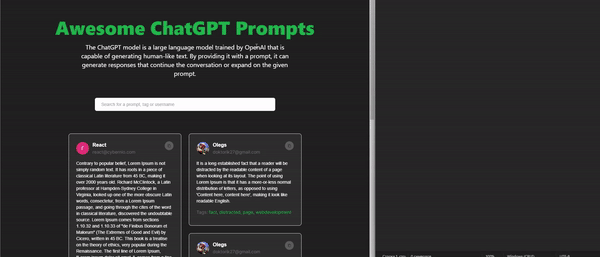 Awesome ChatGPT Prompts
The ChatGPT model is a large language model trained by OpenAI that is
capable of generating human-like text. By providing it with a prompt, it can
generate responses that continue the conversation or expand on the given
prompt.
Search for a prompt, tag or username
React
Contrary to popular belief, Lorem Ipsum is not
simply random text. It has roots in a piece of
classical Latin literature from 45 BC, making it
over 2000 years old. Richard McClintock, a Latin
professor at Hampden-Sydney College in
Virginia, looked up one of the more obscure Latin
words, consectetur, from a Lorem Ipsum
passage, and going through the cites of the word
in classical literature, discovered the undoubtable
source. Lorem Ipsum comes from sections
1.10.32 and 1.10.33 of "de Finibus Bonorum et
Malorum" (The Extremes of Good and Evil) by
Cicero, written in 45 BC. This book is a treatise
on the theory of ethics, very popular during the
Renaissance. The first line of Lorem Ipsum,
Olegs
It is a long established fact that a reader will be
distracted by the readable content of a page
when looking at its layout. The point of using
Lorem Ipsum is that it has a more-or-less normal
distribution of letters, as opposed to using
'Content here, content here', making it look like
readable English.
Tags: fact, distracted, page, webdevelopment
Olegs